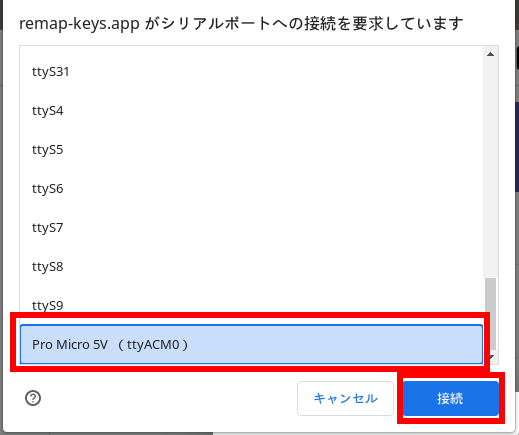 remap-keys.app がシリアルポートへの接続を要求しています
ttyS31
ttyS4
ttyS5
ttyS6
ttyS7
ttyS8
ttyS9
Pro Micro 5V （ttyACM0）
キャンセル
接続